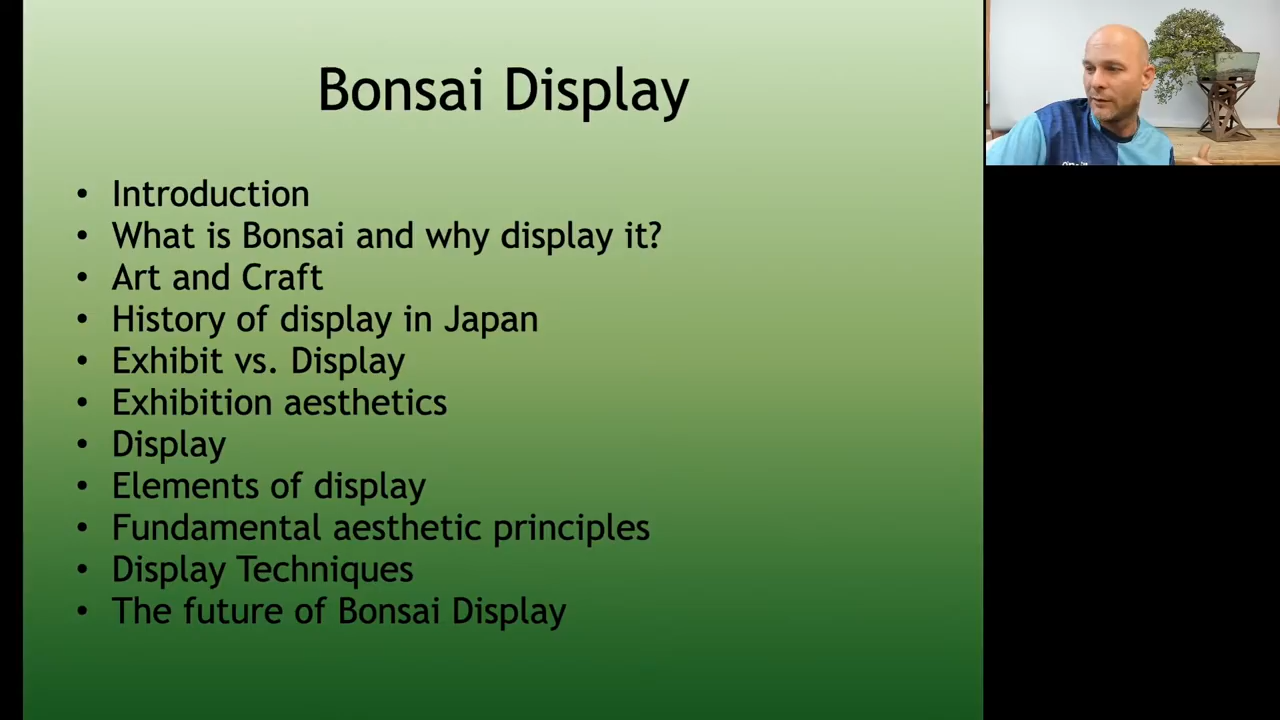 Bonsai Display
• Introduction
• What is Bonsai and why display it?
• Art and Craft
• History of display in Japan
• Exhibit vs. Display
• Exhibition aesthetics
• Display
• Elements of display
• Fundamental aesthetic principles
• Display Techniques
• The future of Bonsai Display